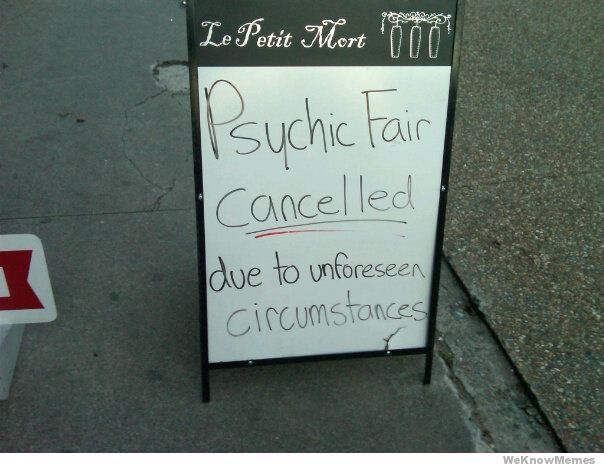 Le Petit Mort
Psychic Fair
Cancelled
due to unforeseen
circumstances
WeKnowMemes